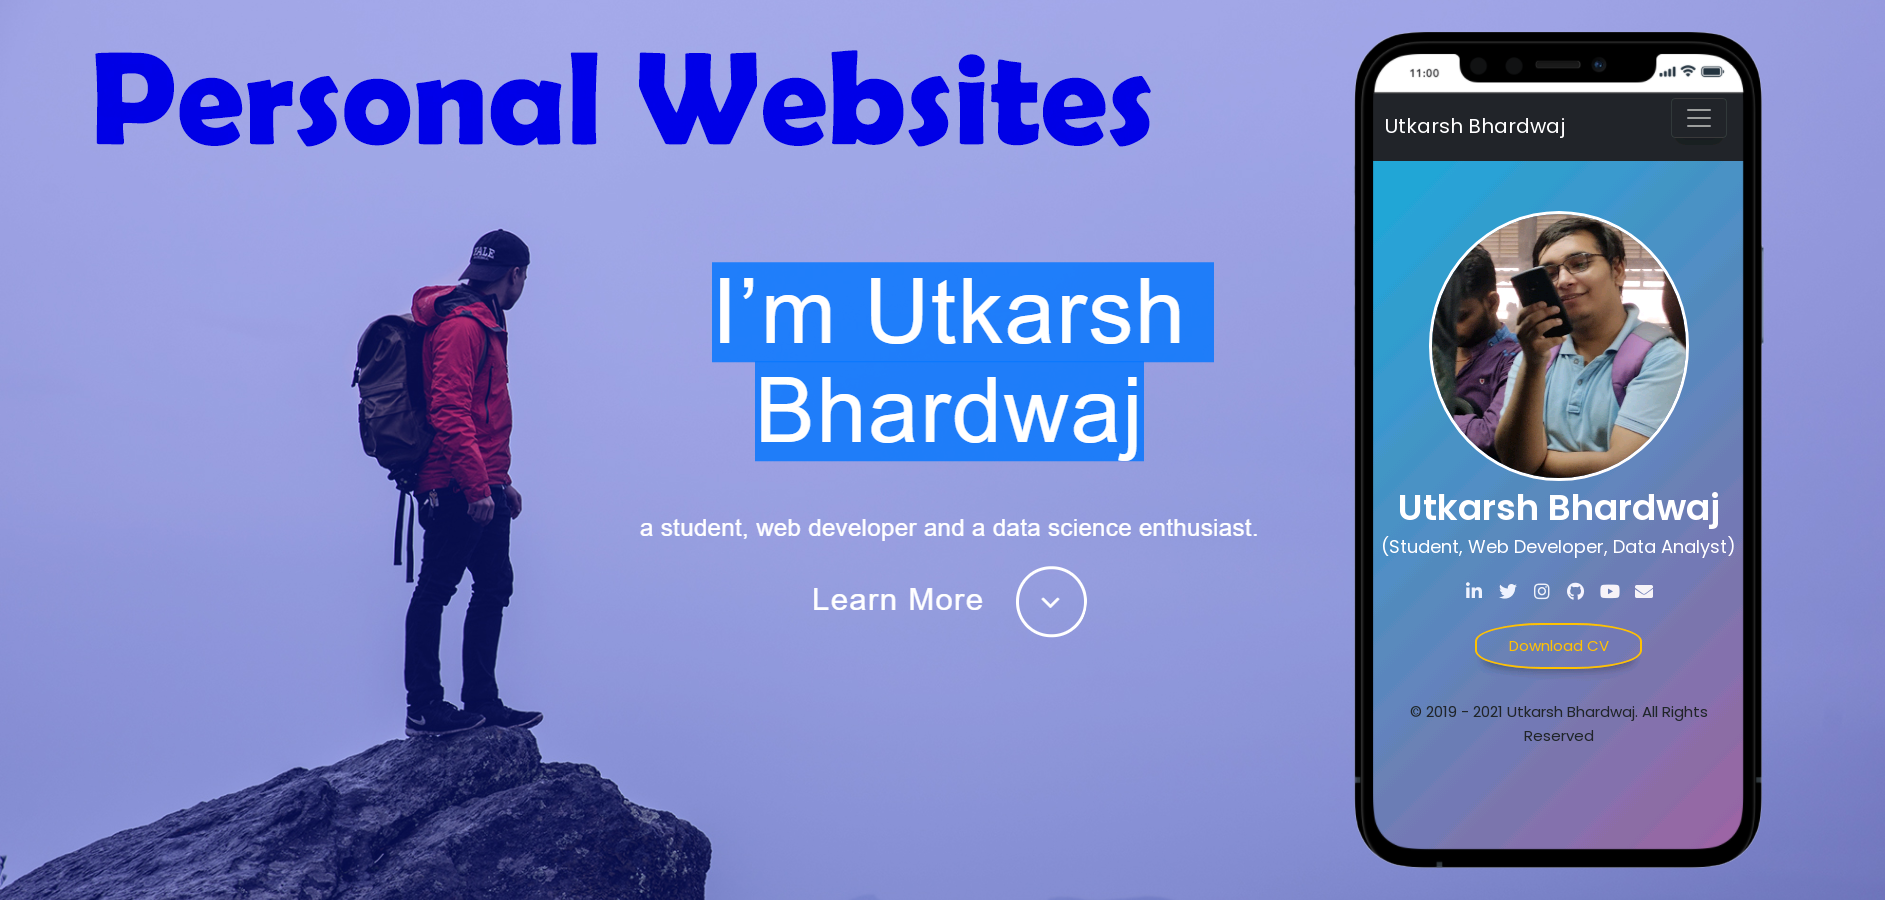 Personal Websites
I’m Utkarsh
Bhardwaj
a student, web developer and a data science enthusiast.
Learn More
11:00
Utkarsh Bhardwaj
Utkarsh Bhardwaj
(Student, Web Developer, Data Analyst)
Download CV
© 2019 - 2021 Utkarsh Bhardwaj. All Rights
Reserved